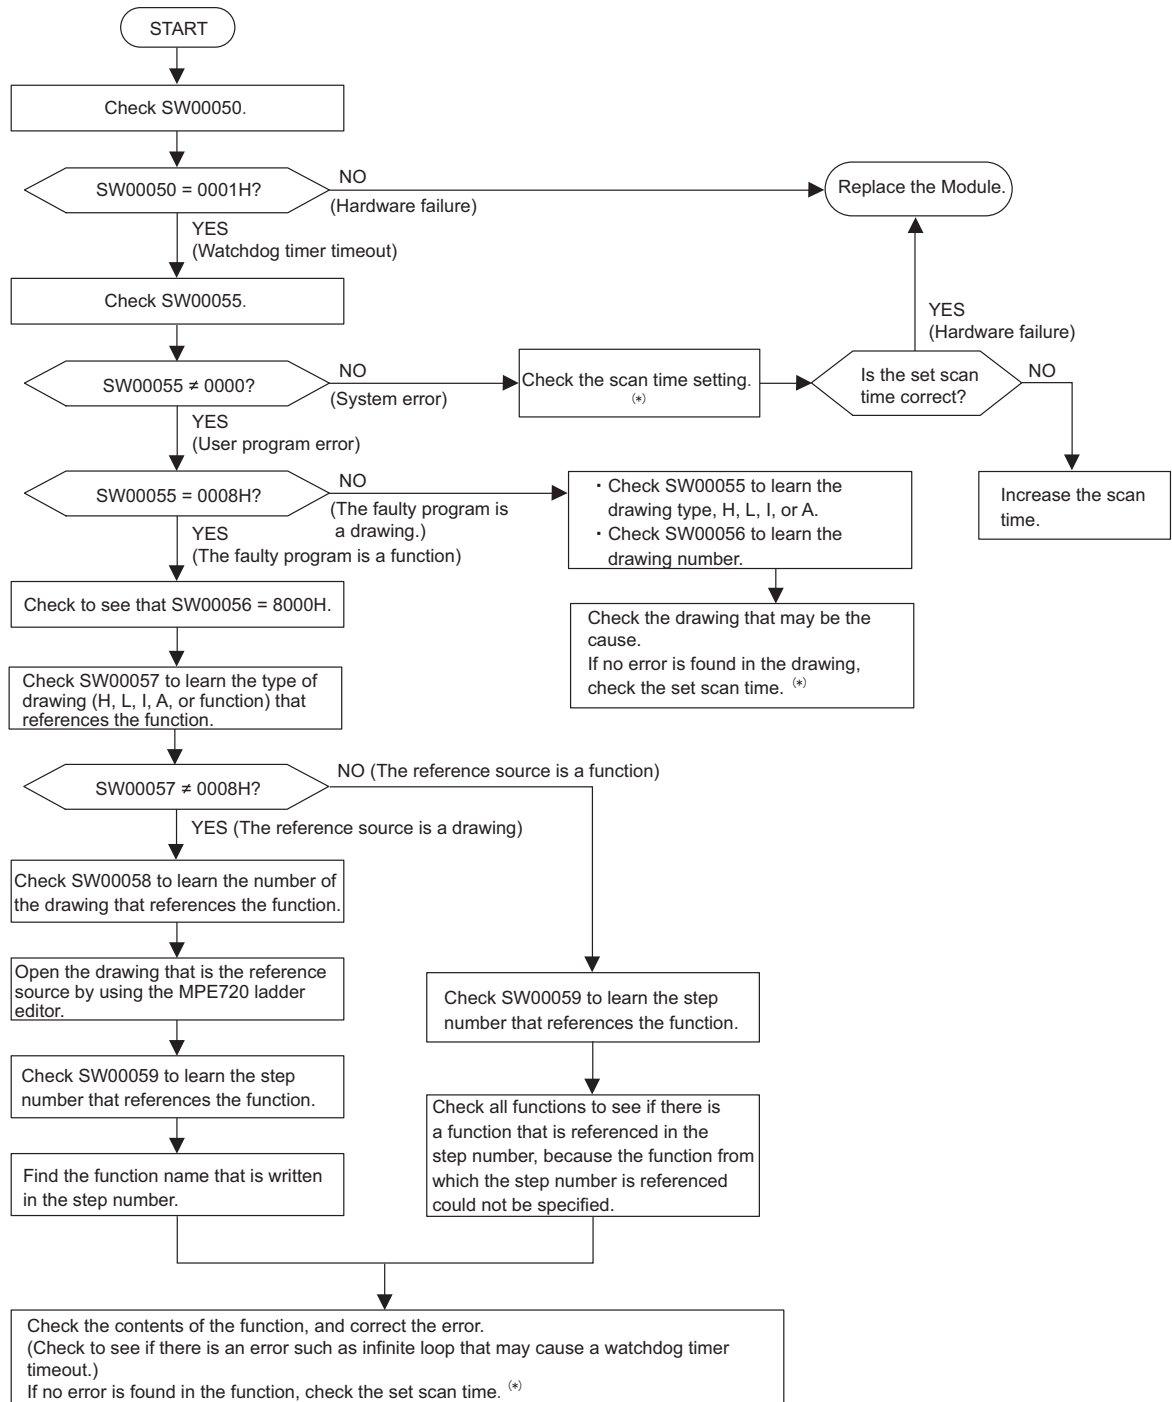 START
Check SW00050.
SW00050 = 0001H?
NO
(Hardware failure)
Replace the Module.
YES
(Watchdog timer timeout)
Check SW00055.
YES
(Hardware failure)
SW00055 ≠ 0000?
NO
(System error)
Check the scan time setting.
(*)
Is the set scan
time correct?
NO
YES
(User program error)
Increase the scan
time.
SW00055 = 0008H?
NO
(The faulty program is
a drawing.)
・Check SW00055 to learn the
drawing type, H, L, I, or A.
・Check SW00056 to learn the
drawing number.
YES
(The faulty program is a function)
Check to see that SW00056 = 8000H.
Check the drawing that may be the
cause.
If no error is found in the drawing,
check the set scan time. (*)
Check SW00057 to learn the type of
drawing (H, L, I, A, or function) that
references the function.
SW00057 ≠ 0008H?
NO (The reference source is a function)
YES (The reference source is a drawing)
Check SW00058 to learn the number of
the drawing that references the function.
Open the drawing that is the reference
source by using the MPE720 ladder
editor.
Check SW00059 to learn the step
number that references the function.
Find the function name that is written
in the step number.
Check SW00059 to learn the step
number that references the function.
Check all functions to see if there is
a function that is referenced in the
step number, because the function from
which the step number is referenced
could not be specified.
Check the contents of the function, and correct the error.
(Check to see if there is an error such as infinite loop that may cause a watchdog timer
timeout.)
If no error is found in the function, check the set scan time. (*)